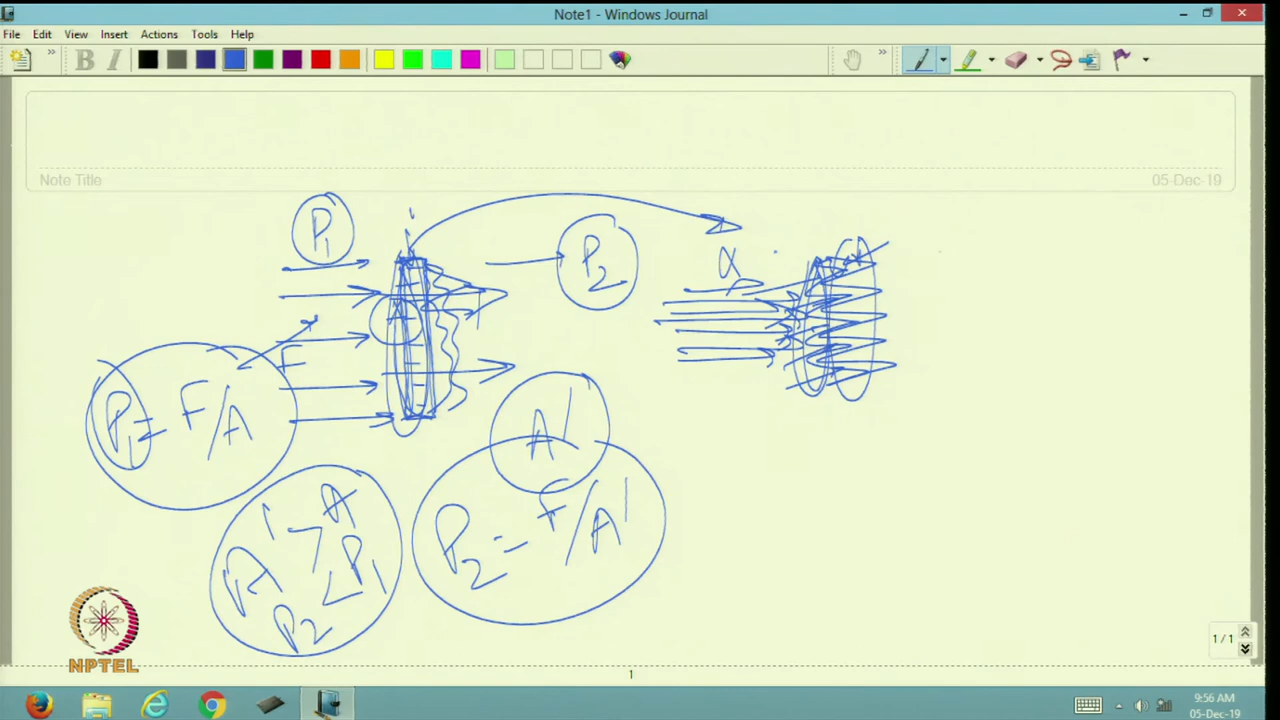 Note1 - Windows Journal
File Edit View Insert Actions Tools Help
B I
Note Title
05-Dec-19
P₁
i
P₂
α
A
F
P₁ = F/A
A'
A' > A
P₂ < P₁
P₂ = F/A'
NPTEL
1/1
1
9:56 AM
05-Dec-19